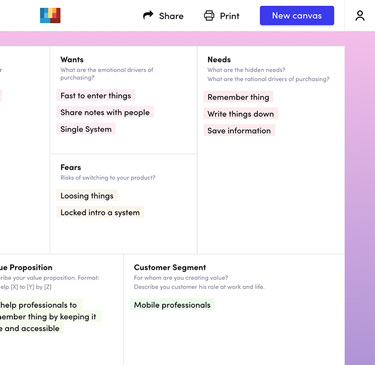 Share
Print
New canvas
Wants
What are the emotional drivers of
purchasing?
Fast to enter things
Share notes with people
Single System
Needs
What are the hidden needs?
What are the rational drivers of purchasing?
Remember thing
Write things down
Save information
Fears
Risks of switching to your product?
Loosing things
Locked intro a system
Proposition
your value proposition. Format:
[X] to [Y] by [Z]
help professionals to
thing by keeping it
and accessible
Customer Segment
For whom are you creating value?
Describe you customer his role at work and life.
Mobile professionals